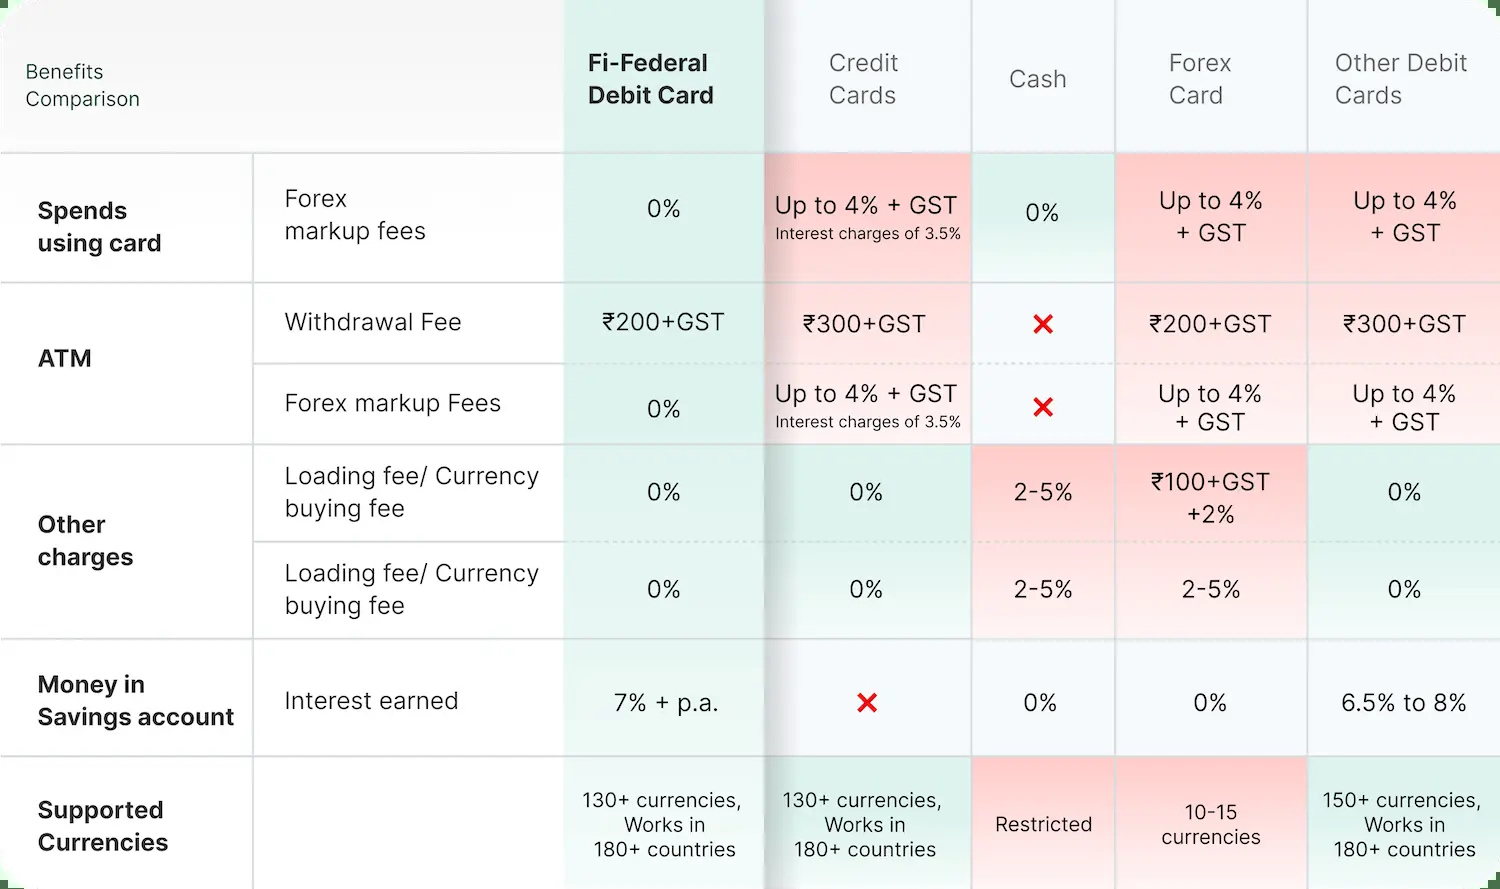 Benefits
Comparison
Fi-Federal
Debit Card
Credit
Cards
Cash
Forex
Card
Other Debit
Cards
Spends
using card
Forex
markup fees
0%
Up to 4% + GST
Interest charges of 3.5%
0%
Up to 4%
+ GST
Up to 4%
+ GST
ATM
Withdrawal Fee
₹200+GST
₹300+GST
₹200+GST
₹300+GST
Forex markup Fees
0%
Up to 4% + GST
Interest charges of 3.5%
Up to 4%
+ GST
Up to 4%
+ GST
Other
charges
Loading fee/ Currency
buying fee
0%
0%
2-5%
₹100+GST
+2%
0%
Loading fee/ Currency
buying fee
0%
0%
2-5%
2-5%
0%
Money in
Savings account
Interest earned
7% + p.a.
0%
0%
6.5% to 8%
Supported
Currencies
130+ currencies,
Works in
180+ countries
130+ currencies,
Works in
180+ countries
Restricted
10-15
currencies
150+ currencies,
Works in
180+ countries